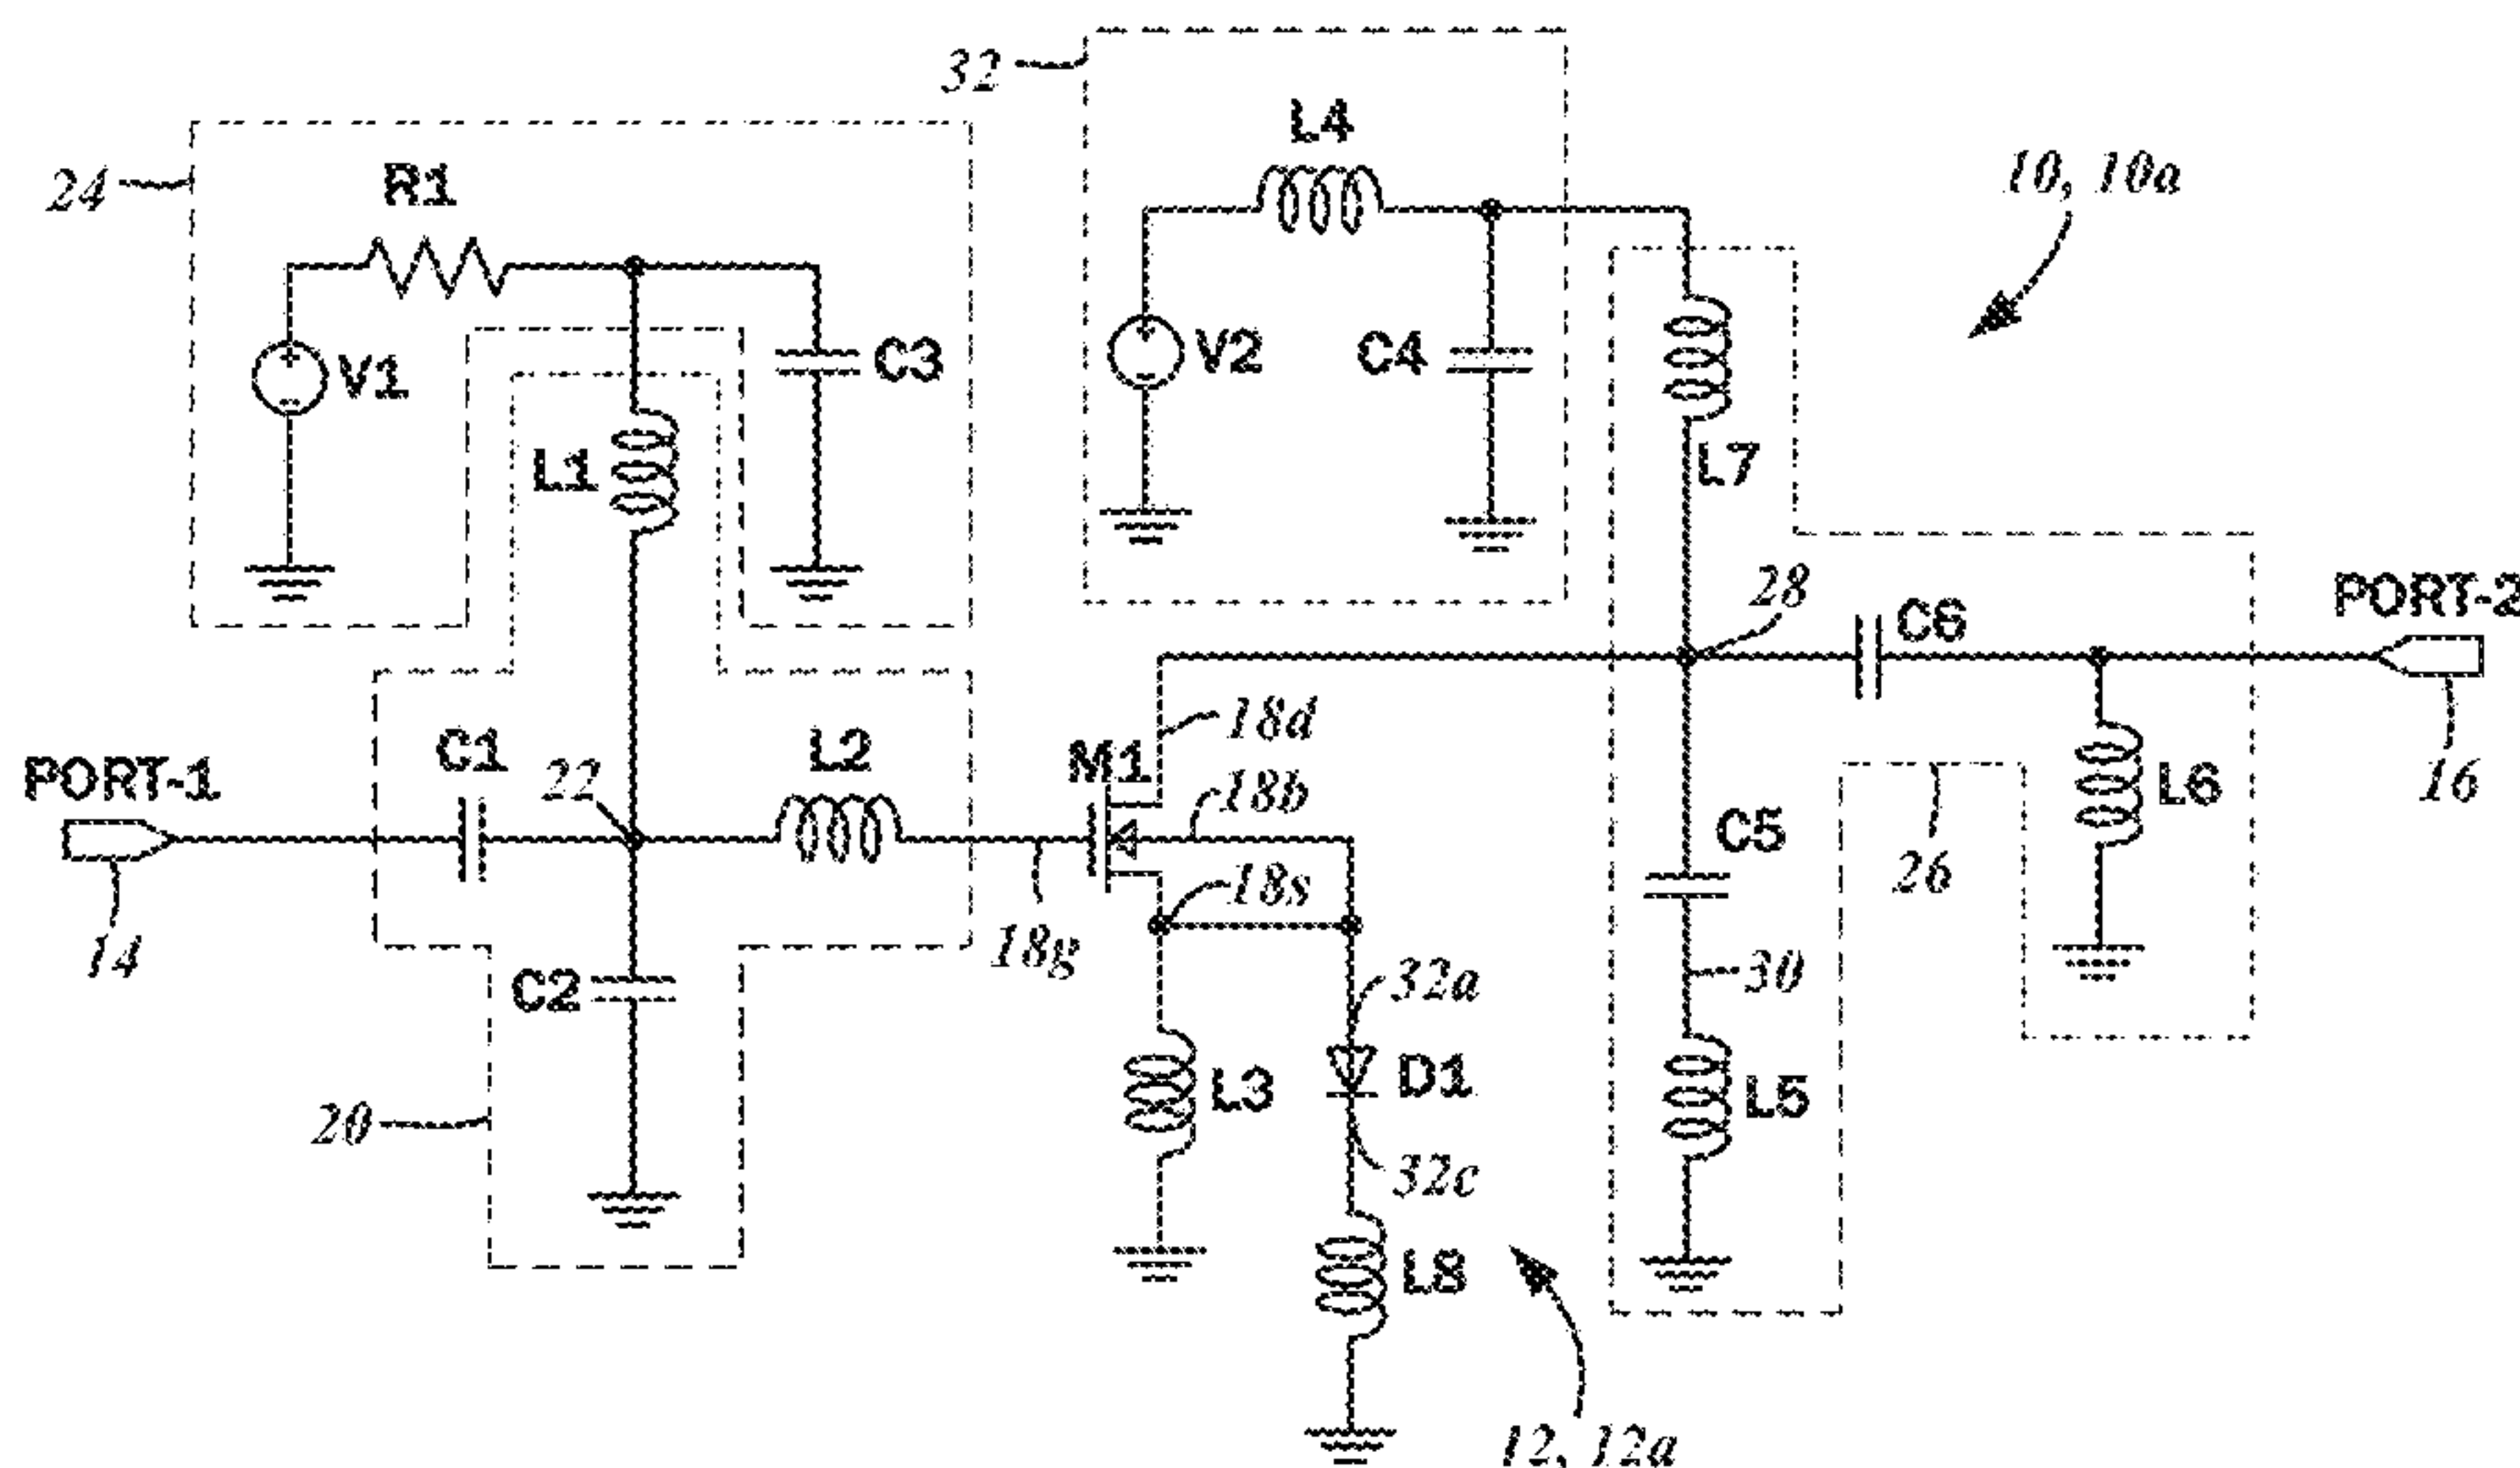 32
L4
24
R1
10, 10a
V1
C3
V2
C4
L1
L7
28
C6
PORT-2
18d
C1
22
L2
M1
PORT-1
18b
L6
16
C5
26
18s
14
18g
C2
32a
30
D1
L5
L3
20
32c
L8
12, 12a